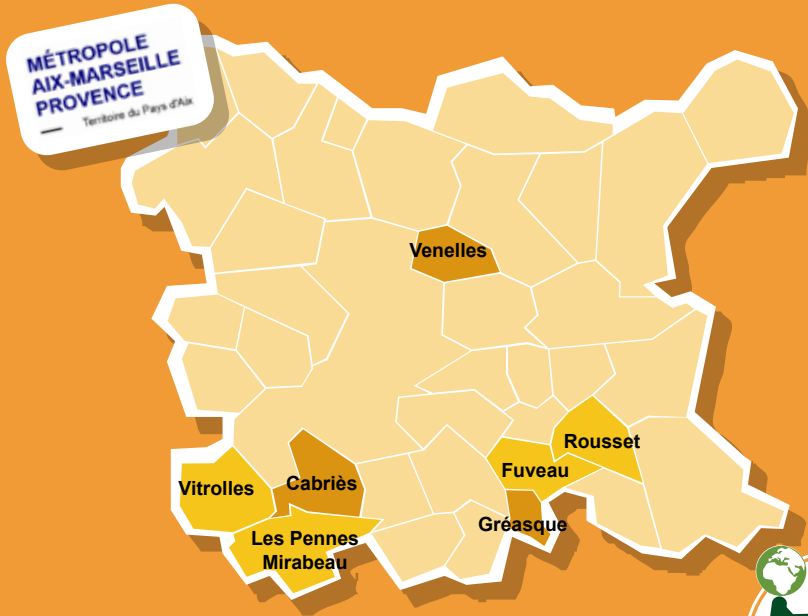 MÉTROPOLE
AIX-MARSEILLE
PROVENCE
Territoire du Pays d'Aix
Venelles
Rousset
Fuveau
Vitrolles
Cabriès
Gréasque
Les Pennes
Mirabeau